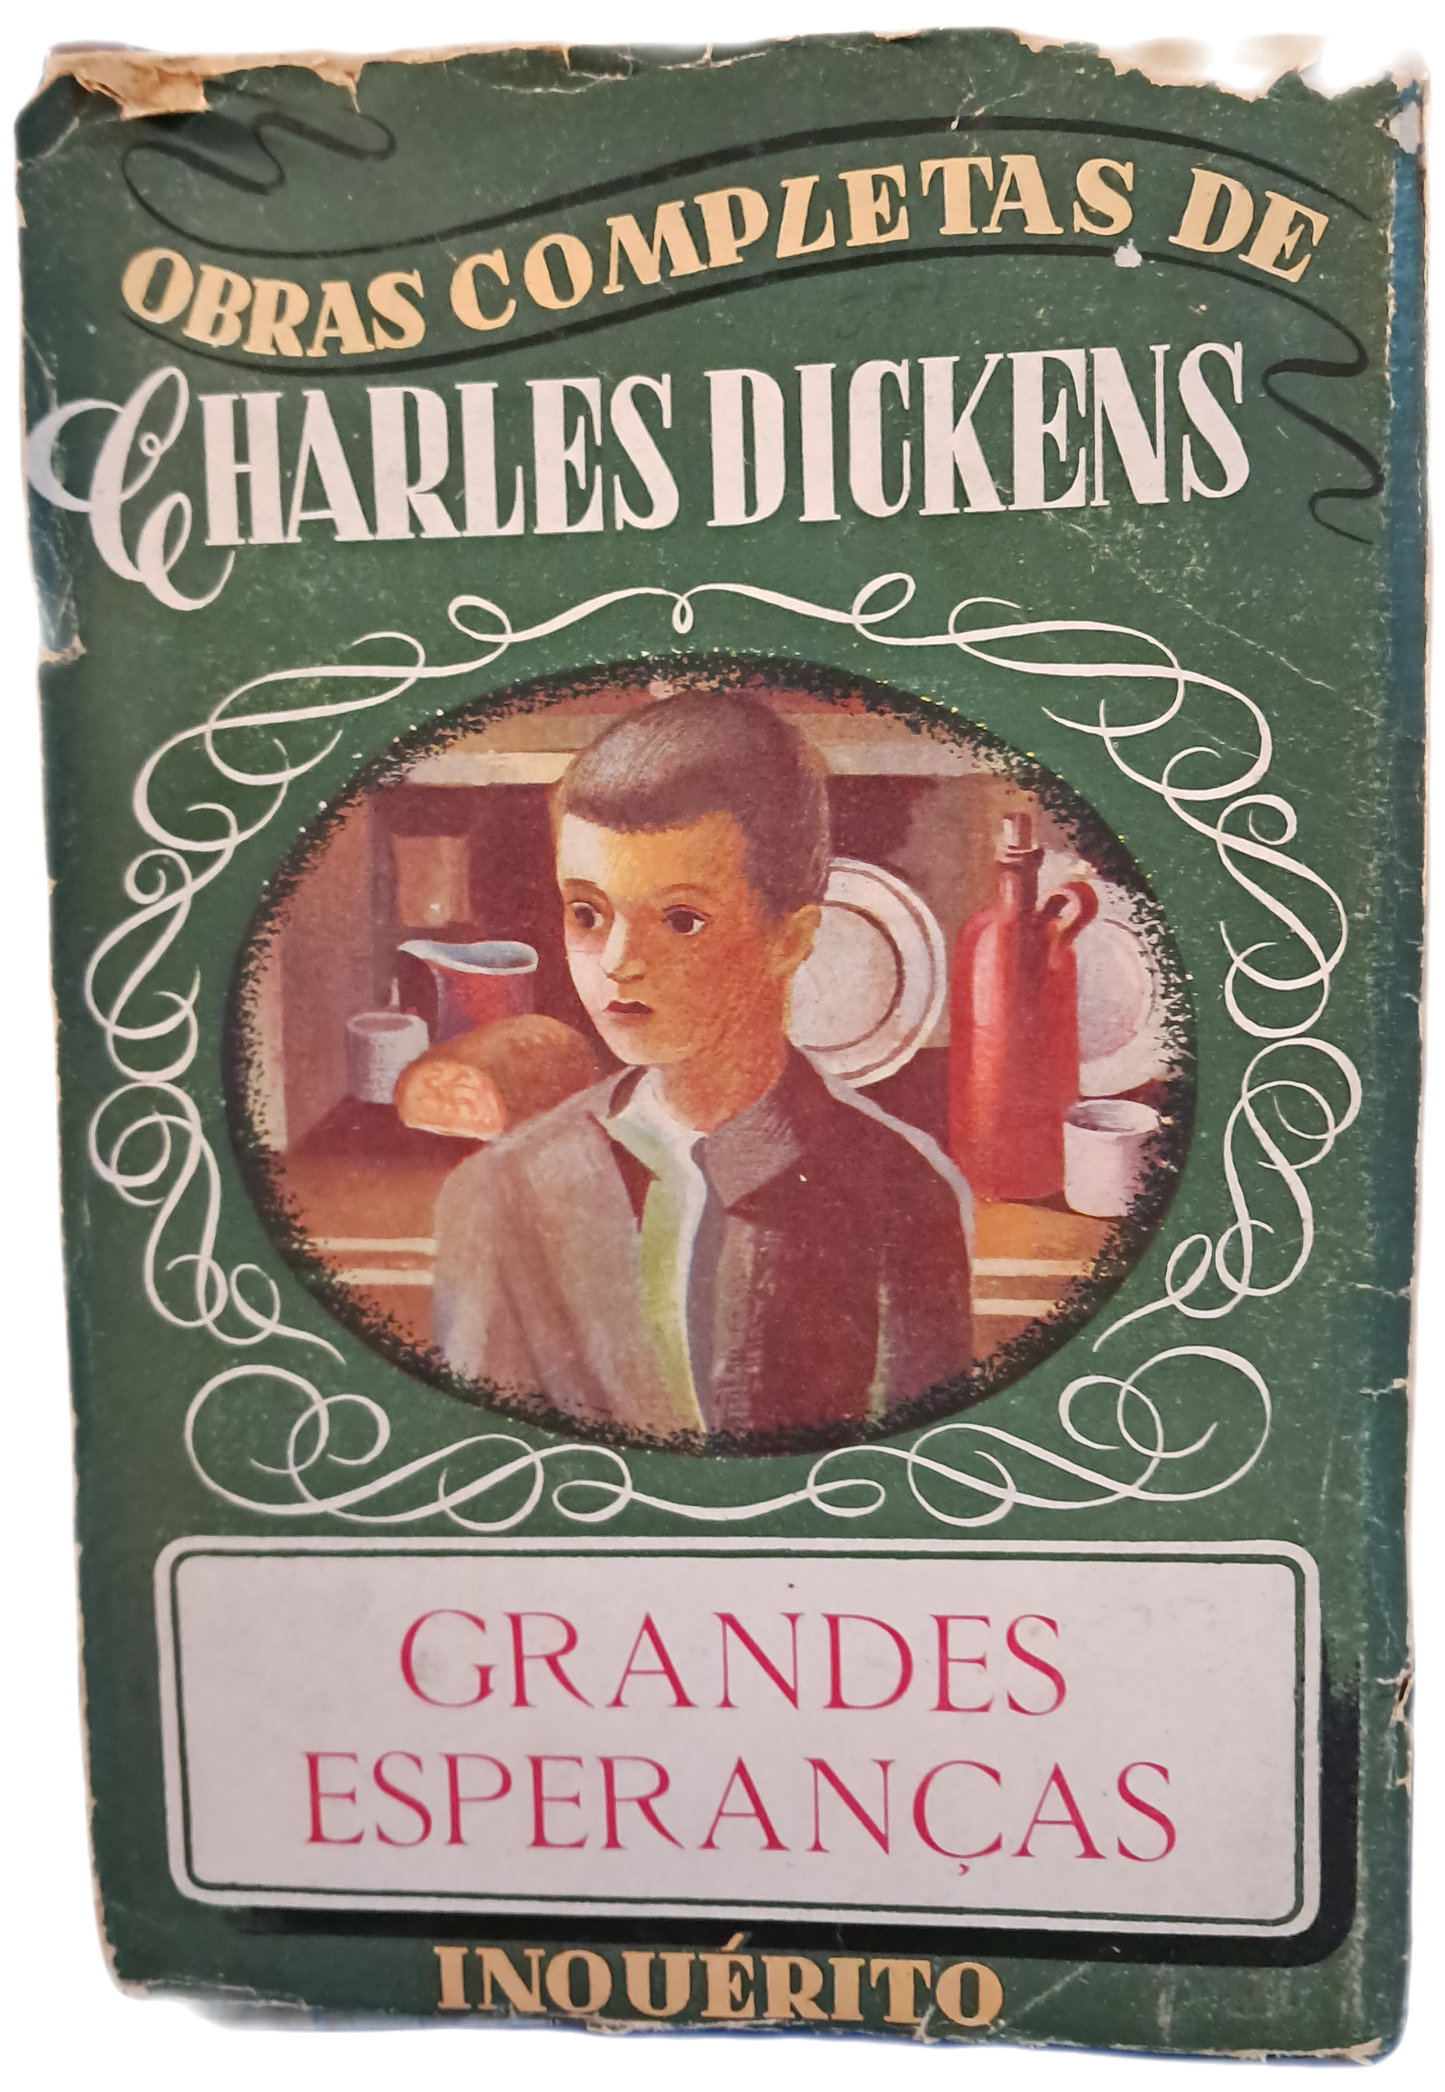 OBRAS COMPLETAS DE
CHARLES DICKENS
GRANDES
ESPERANÇAS
INQUÉRITO